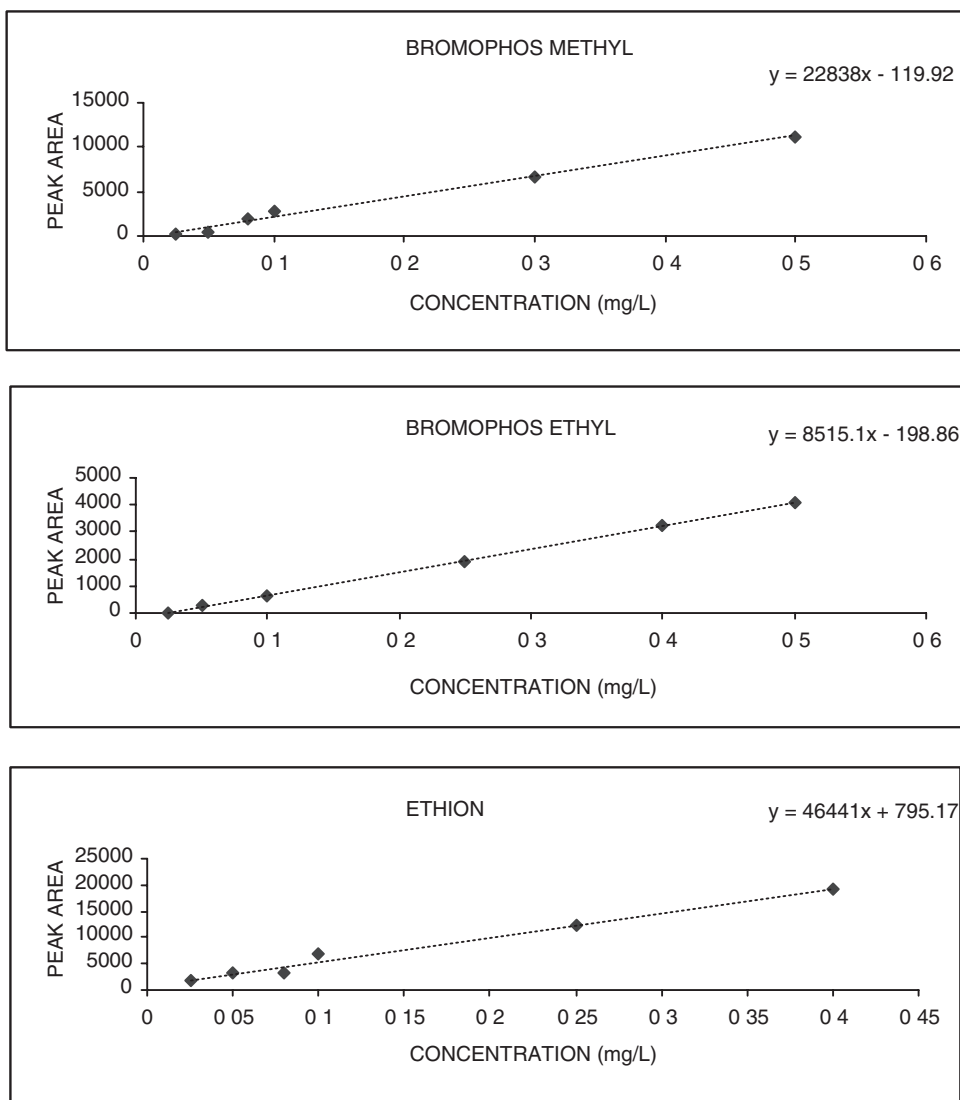 BROMOPHOS METHYL
y = 22838x - 119.92
PEAK AREA
15000
10000
5000
0
0 0 1 0 2 0 3 0 4 0 5 0 6
CONCENTRATION (mg/L)
BROMOPHOS ETHYL
y = 8515.1x - 198.86
PEAK AREA
5000
4000
3000
2000
1000
0
0 0 1 0 2 0 3 0 4 0 5 0 6
CONCENTRATION (mg/L)
ETHION
y = 46441x + 795.17
PEAK AREA
25000
20000
15000
10000
5000
0
0 0 05 0 1 0 15 0 2 0 25 0 3 0 35 0 4 0 45
CONCENTRATION (mg/L)